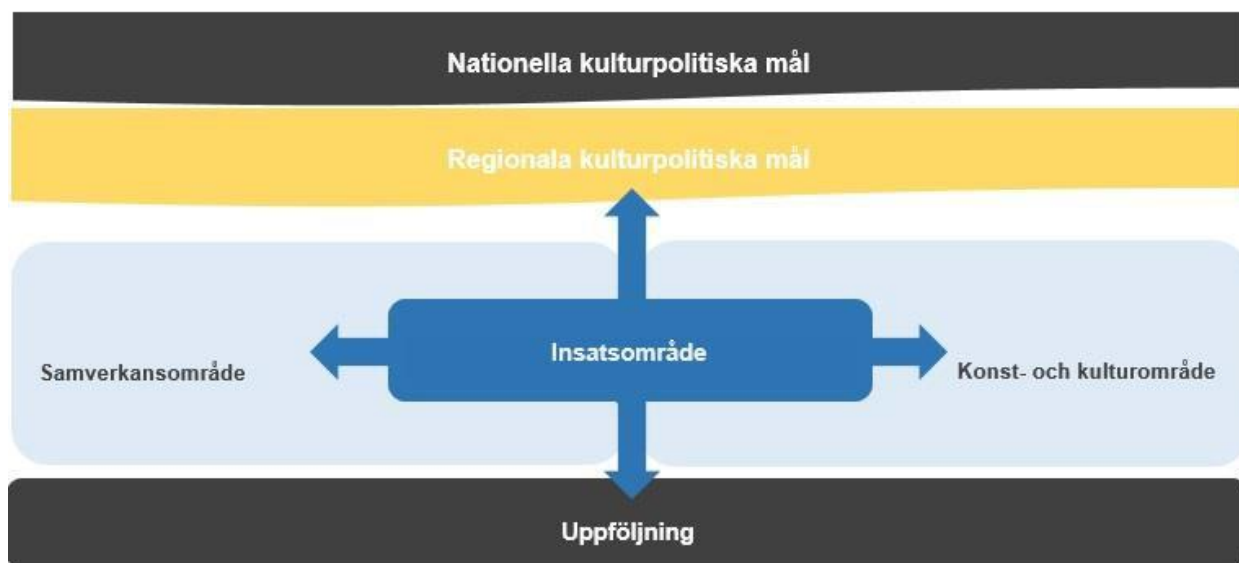 Nationella kulturpolitiska mål
Regionala kulturpolitiska mål
Insatsområde
Samverkansområde
Konst- och kulturområde
Uppföljning